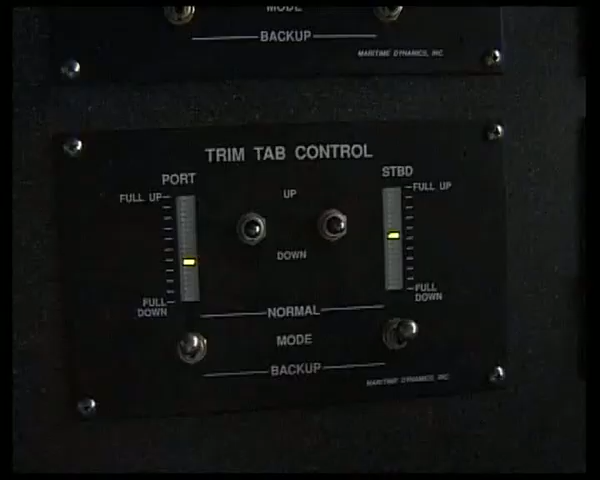 MODE
BACKUP
MARITIME DYNAMICS, INC
TRIM TAB CONTROL
PORT
STBD
FULL UP
UP
FULL UP
DOWN
FULL
DOWN
FULL
DOWN
NORMAL
MODE
BACKUP
MARITIME DYNAMICS, INC